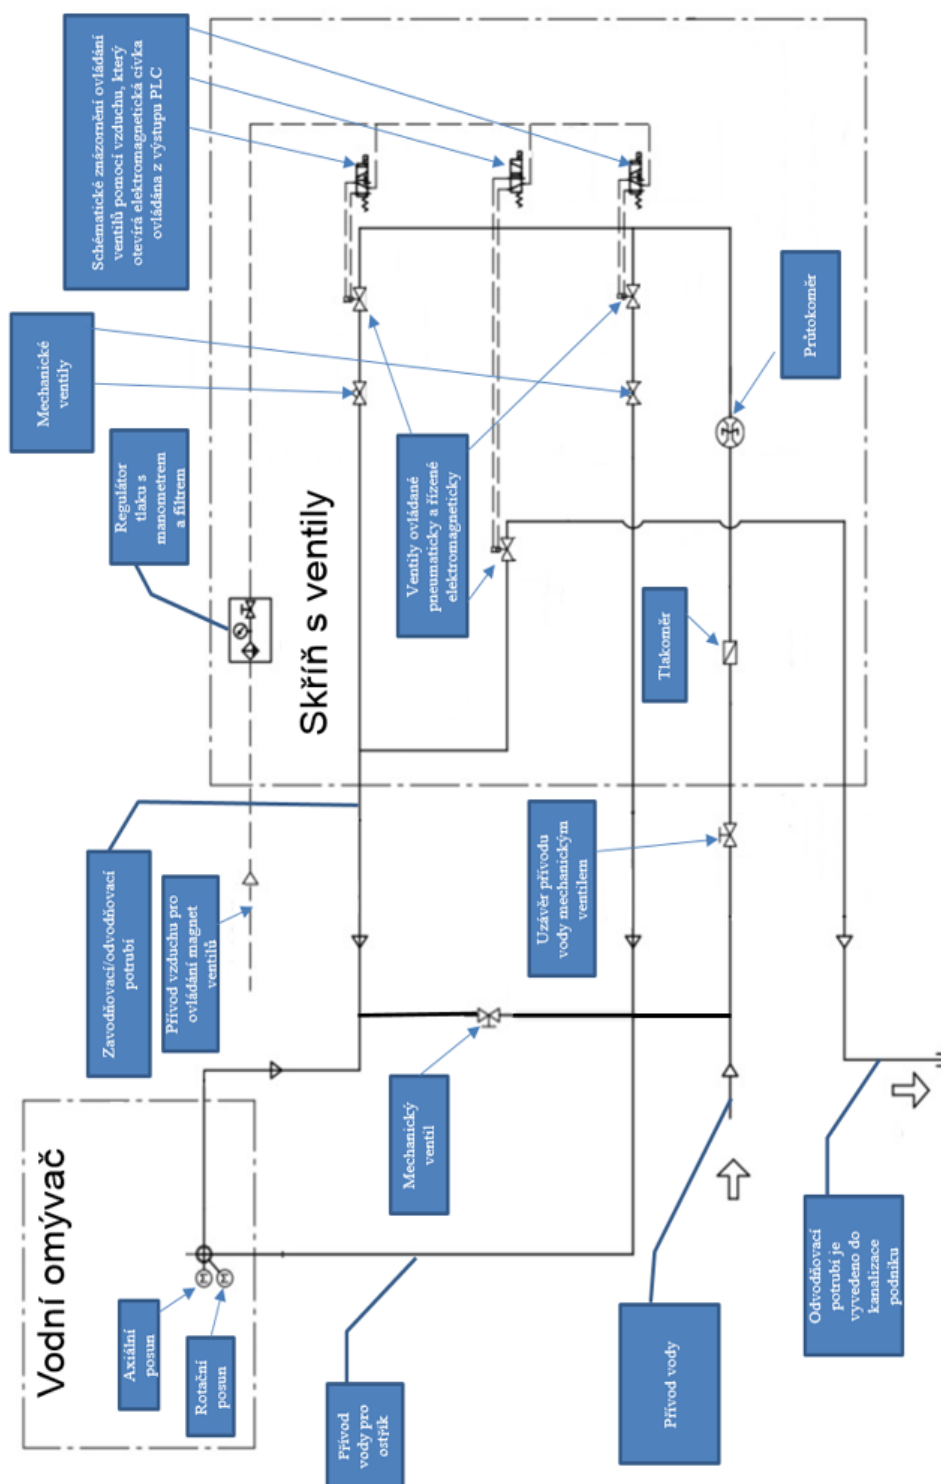 Schématické znázornění ovládání
ventilů pomocí vzduchu, který
otevírá elektromagnetická cívka
ovládána z výstupu PLC
Mechanické
ventily
Regulátor
tlaku s
manometrem
a filtrem
Skříň s ventily
Ventily ovládané
pneumaticky a řízené
elektromagneticky
Průtokoměr
Tlakoměr
Zavodňovací/odvodňovací
potrubí
Přívod vzduchu pro
ovládání magnet
ventilů
Uzávěr přívodu
vody mechanickým
ventilem
Mechanický
ventil
Vodní omývač
M
M
Axiální
posun
Rotační
posun
Přívod
vody pro
ostřik
Přívod vody
Odvodňovací
potrubí je
vyvedeno do
kanalizace
podniku